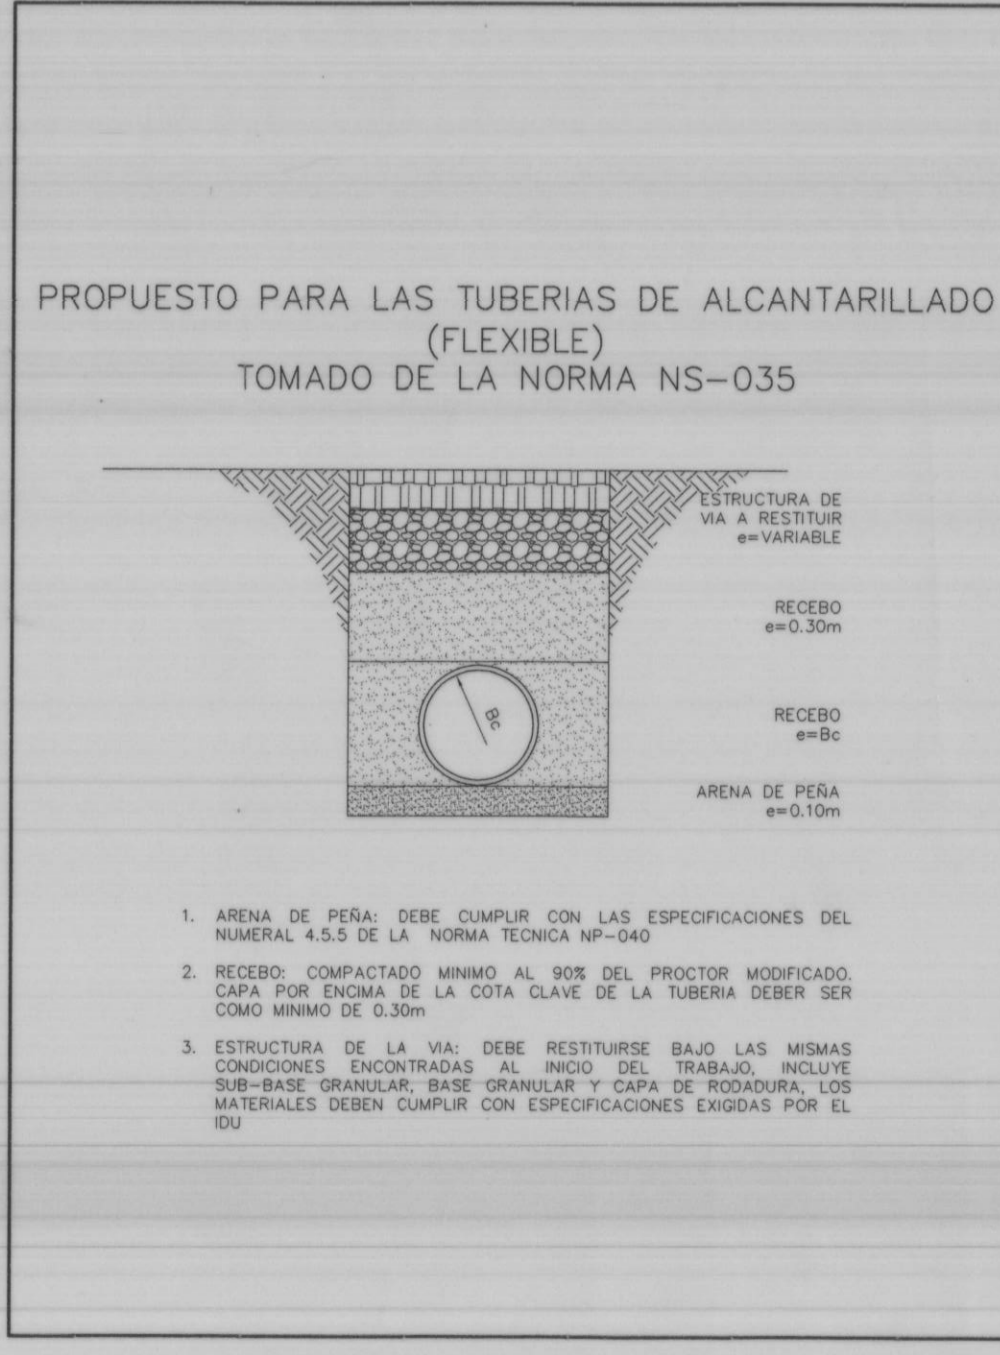 PROPUESTO PARA LAS TUBERIAS DE ALCANTARILLADO
(FLEXIBLE)
TOMADO DE LA NORMA NS-035
ESTRUCTURA DE
VIA A RESTITUIR
e=VARIABLE
RECEBO
e=0.30m
Bc
RECEBO
e=Bc
ARENA DE PEÑA
e=0.10m
1. ARENA DE PEÑA: DEBE CUMPLIR CON LAS ESPECIFICACIONES DEL
NUMERAL 4.5.5 DE LA NORMA TECNICA NP-040
2. RECEBO: COMPACTADO MINIMO AL 90% DEL PROCTOR MODIFICADO.
CAPA POR ENCIMA DE LA COTA CLAVE DE LA TUBERIA DEBER SER
COMO MINIMO DE 0.30m
3. ESTRUCTURA DE LA VIA: DEBE RESTITUIRSE BAJO LAS MISMAS
CONDICIONES ENCONTRADAS AL INICIO DEL TRABAJO, INCLUYE
SUB-BASE GRANULAR, BASE GRANULAR Y CAPA DE RODADURA, LOS
MATERIALES DEBEN CUMPLIR CON ESPECIFICACIONES EXIGIDAS POR EL
IDU